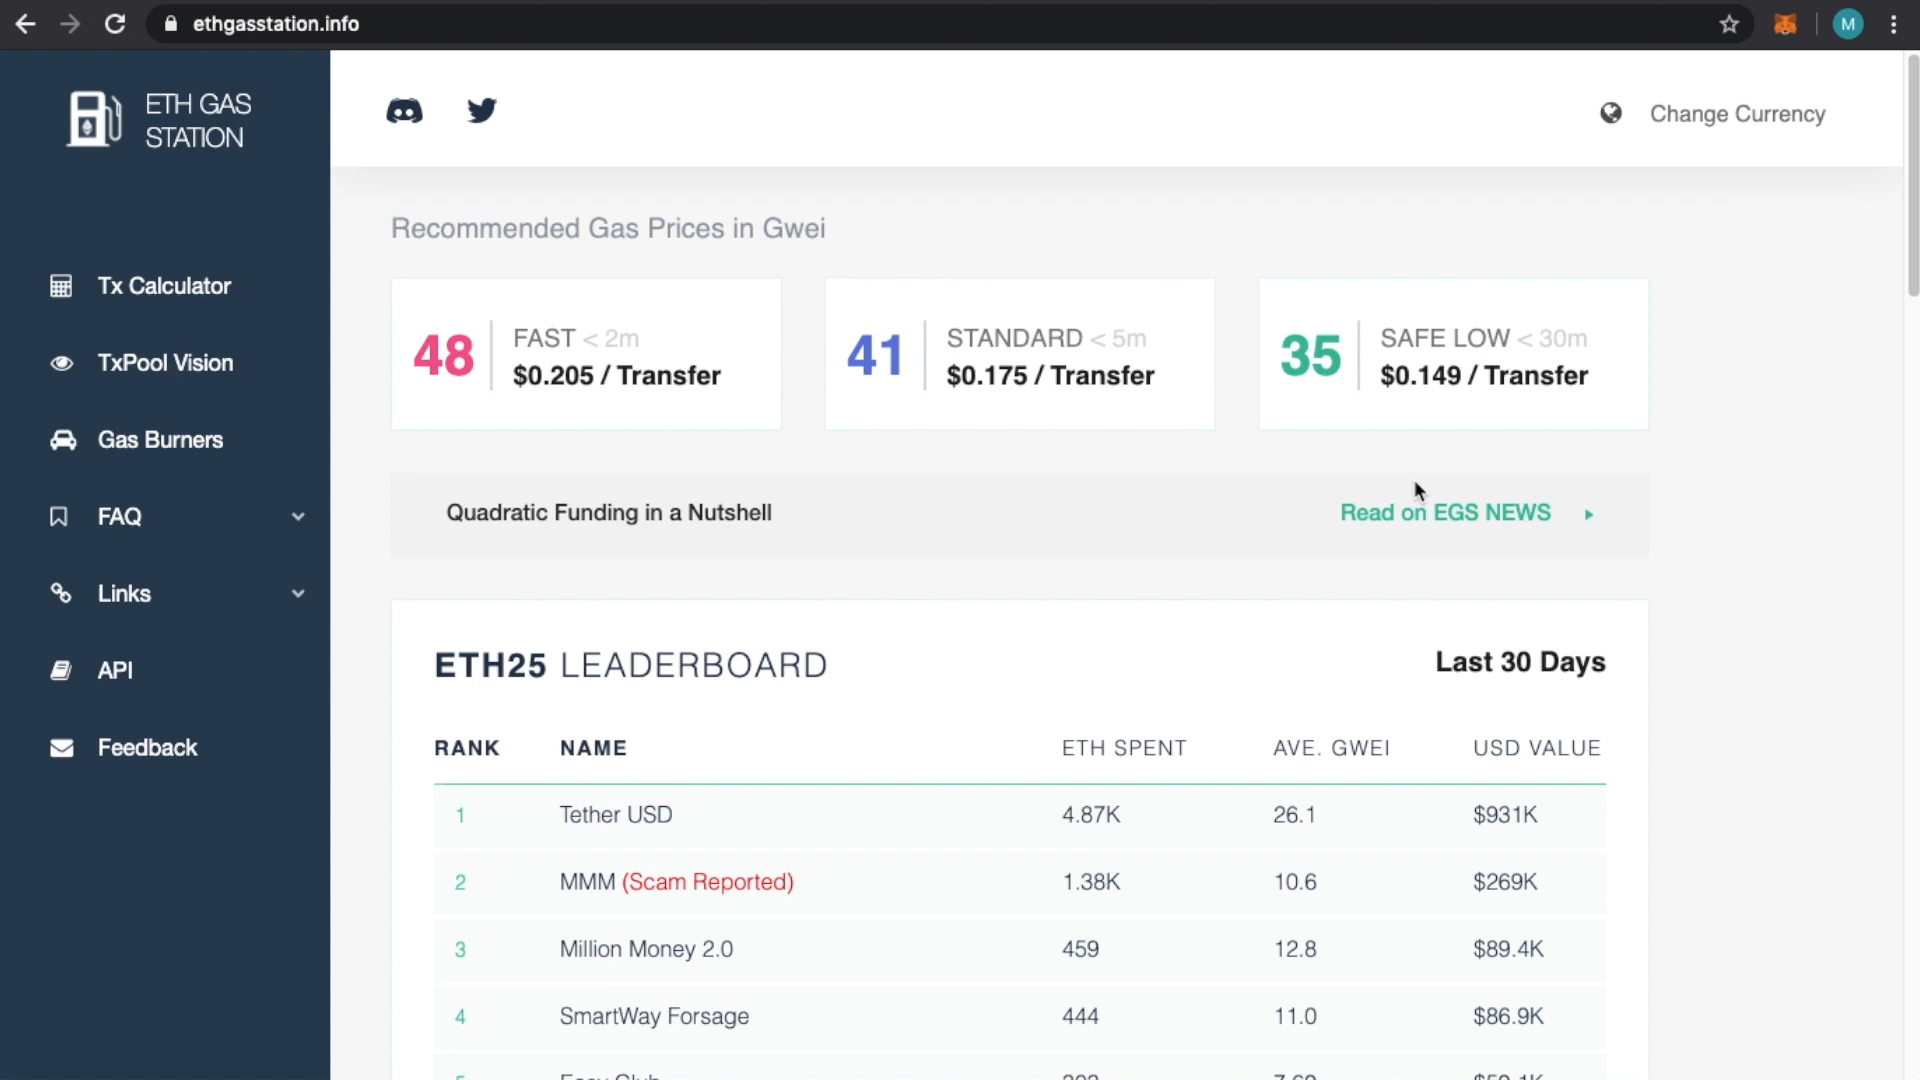 ethgasstation.info
M
ETH GAS
STATION
Change Currency
Tx Calculator
TxPool Vision
Gas Burners
FAQ
Links
API
Feedback
Recommended Gas Prices in Gwei
48
FAST < 2m
$0.205 / Transfer
41
STANDARD < 5m
$0.175 / Transfer
35
SAFE LOW < 30m
$0.149 / Transfer
Quadratic Funding in a Nutshell
Read on EGS NEWS
ETH25 LEADERBOARD
Last 30 Days
RANK NAME ETH SPENT AVE. GWEI USD VALUE
1 Tether USD 4.87K 26.1 $931K
2 MMM (Scam Reported) 1.38K 10.6 $269K
3 Million Money 2.0 459 12.8 $89.4K
4 SmartWay Forsage 444 11.0 $86.9K